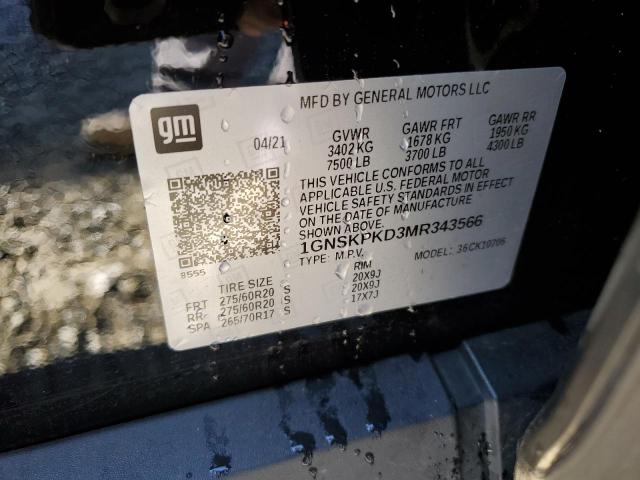 MFD BY GENERAL MOTORS LLC
gm
04/21
GVWR
3402 KG
7500 LB
GAWR FRT
1678 KG
3700 LB
GAWR RR
1950 KG
4300 LB
THIS VEHICLE CONFORMS TO ALL
APPLICABLE U.S. FEDERAL MOTOR
VEHICLE SAFETY STANDARDS IN EFFECT
ON THE DATE OF MANUFACTURE
SHOWN ABOVE.
1GNSKPKD3MR343566
TYPE: M.P.V.
MODEL: 36CK10706
8555
TIRE SIZE RIM
FRT 275/60R20 S 20X9J
RR 275/60R20 S 20X9J
SPA 265/70R17 S 17X7J